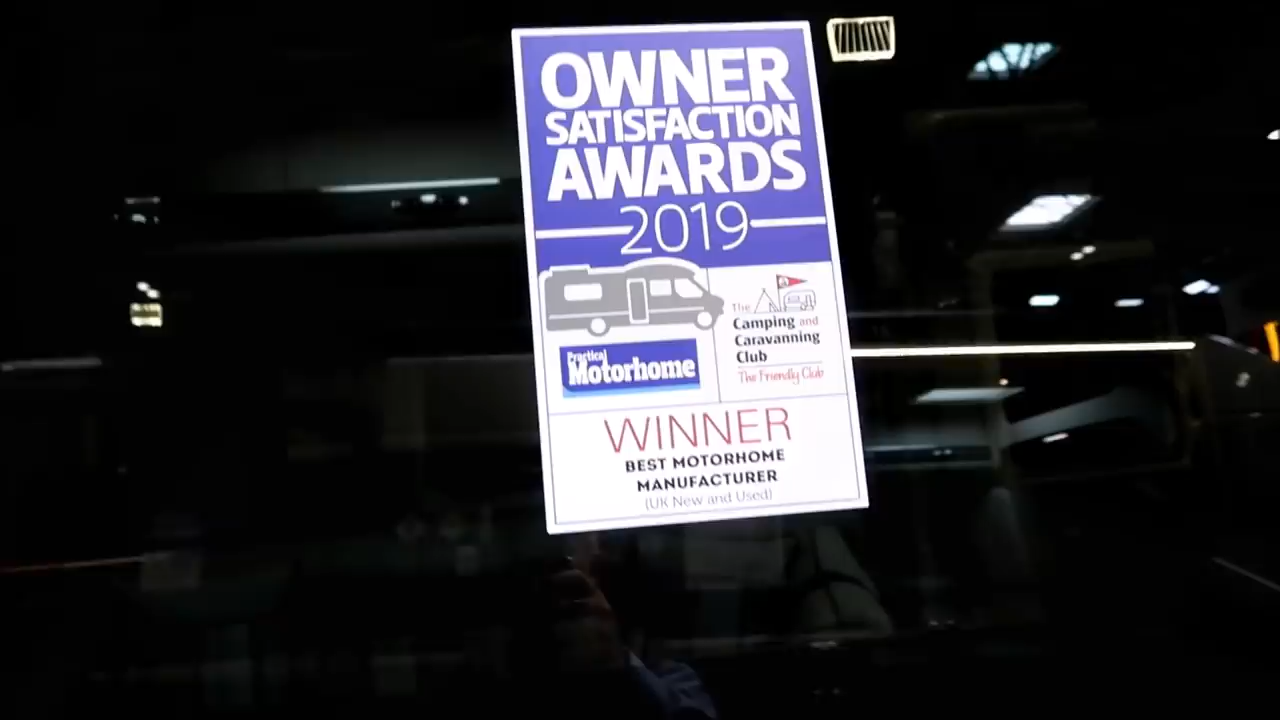 OWNER
SATISFACTION
AWARDS
2019
The
Camping and
Caravanning
Club
The Friendly Club
Practical
Motorhome
WINNER
BEST MOTORHOME
MANUFACTURER
(UK New and Used)